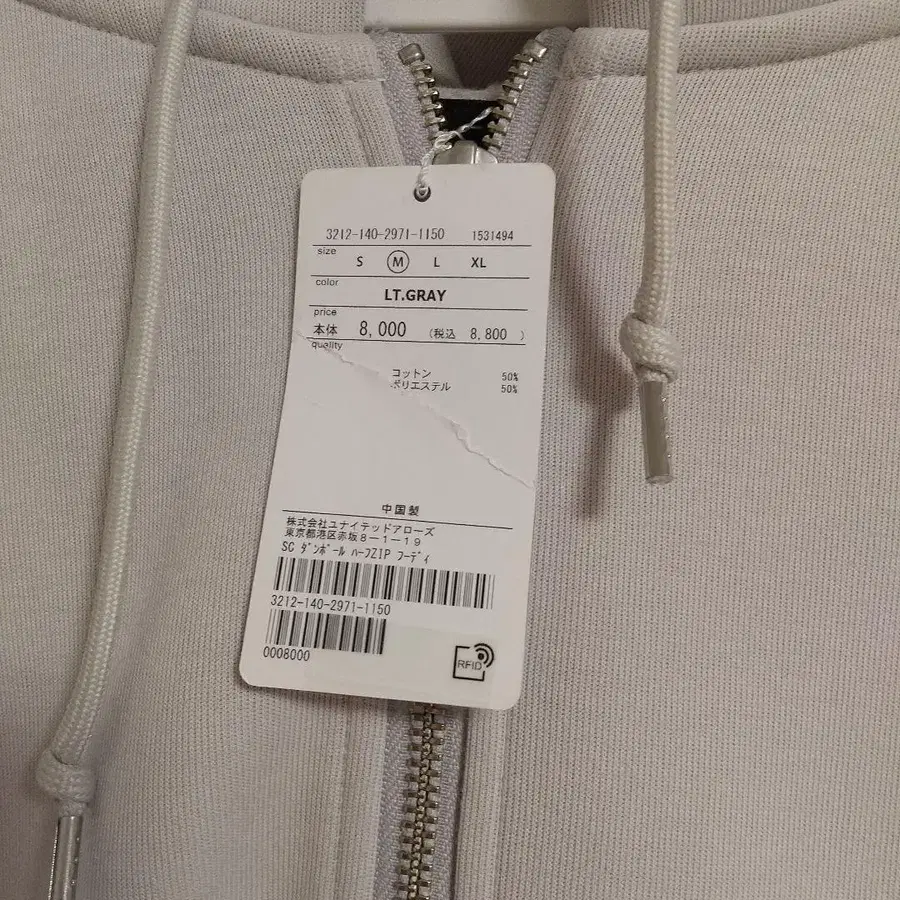 3212-140-2971-1150 1531494
size
S M L XL
color
LT.GRAY
price
本体 8,000 (税込 8,800 )
quality
コットン 50%
ポリエステル 50%
中国製
株式会社ユナイテッドアローズ
東京都港区赤坂8-1-19
SC ダンボール ハーフZIP フーディ
3212-140-2971-1150
0008000
RFID